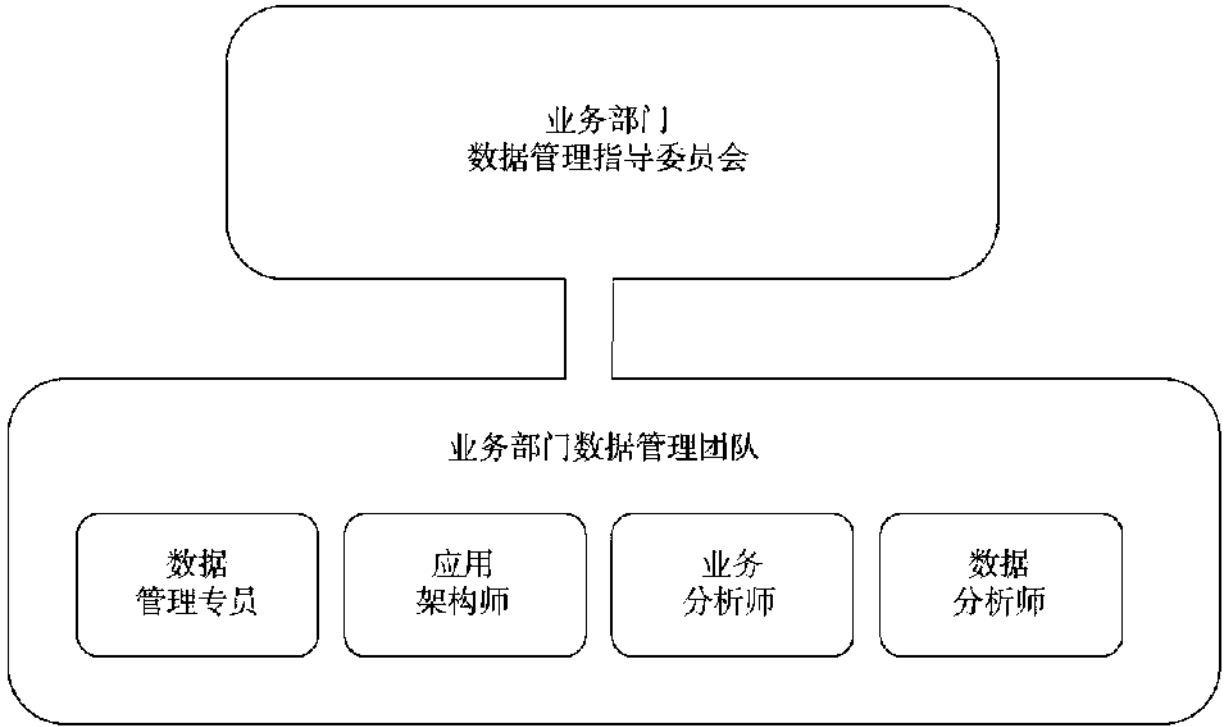 业务部门
数据管理指导委员会
业务部门数据管理团队
数据
管理专员
应用
架构师
业务
分析师
数据
分析师